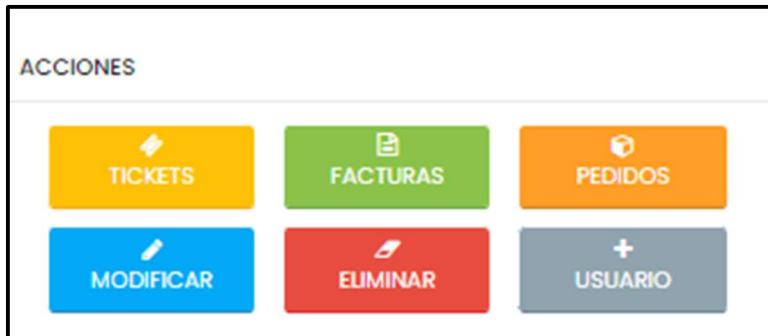 ACCIONES
TICKETS
FACTURAS
PEDIDOS
MODIFICAR
ELIMINAR
USUARIO